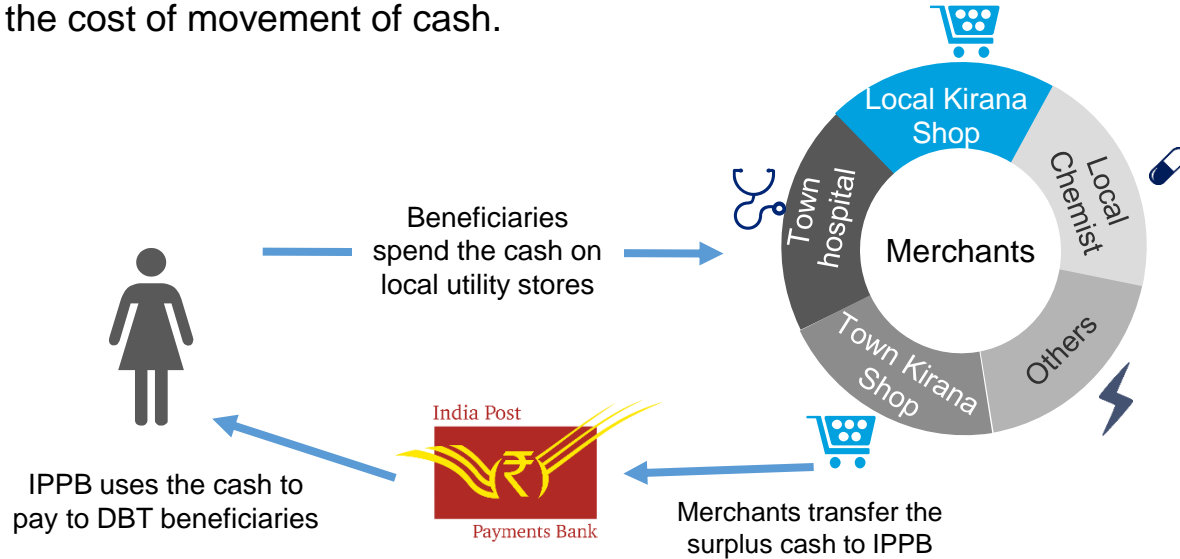 the cost of movement of cash.
Local Kirana
Shop
Local
Chemist
Town
hospital
Merchants
Others
Town Kirana
Shop
Beneficiaries
spend the cash on
local utility stores
India Post
₹
Payments Bank
IPPB uses the cash to
pay to DBT beneficiaries
Merchants transfer the
surplus cash to IPPB